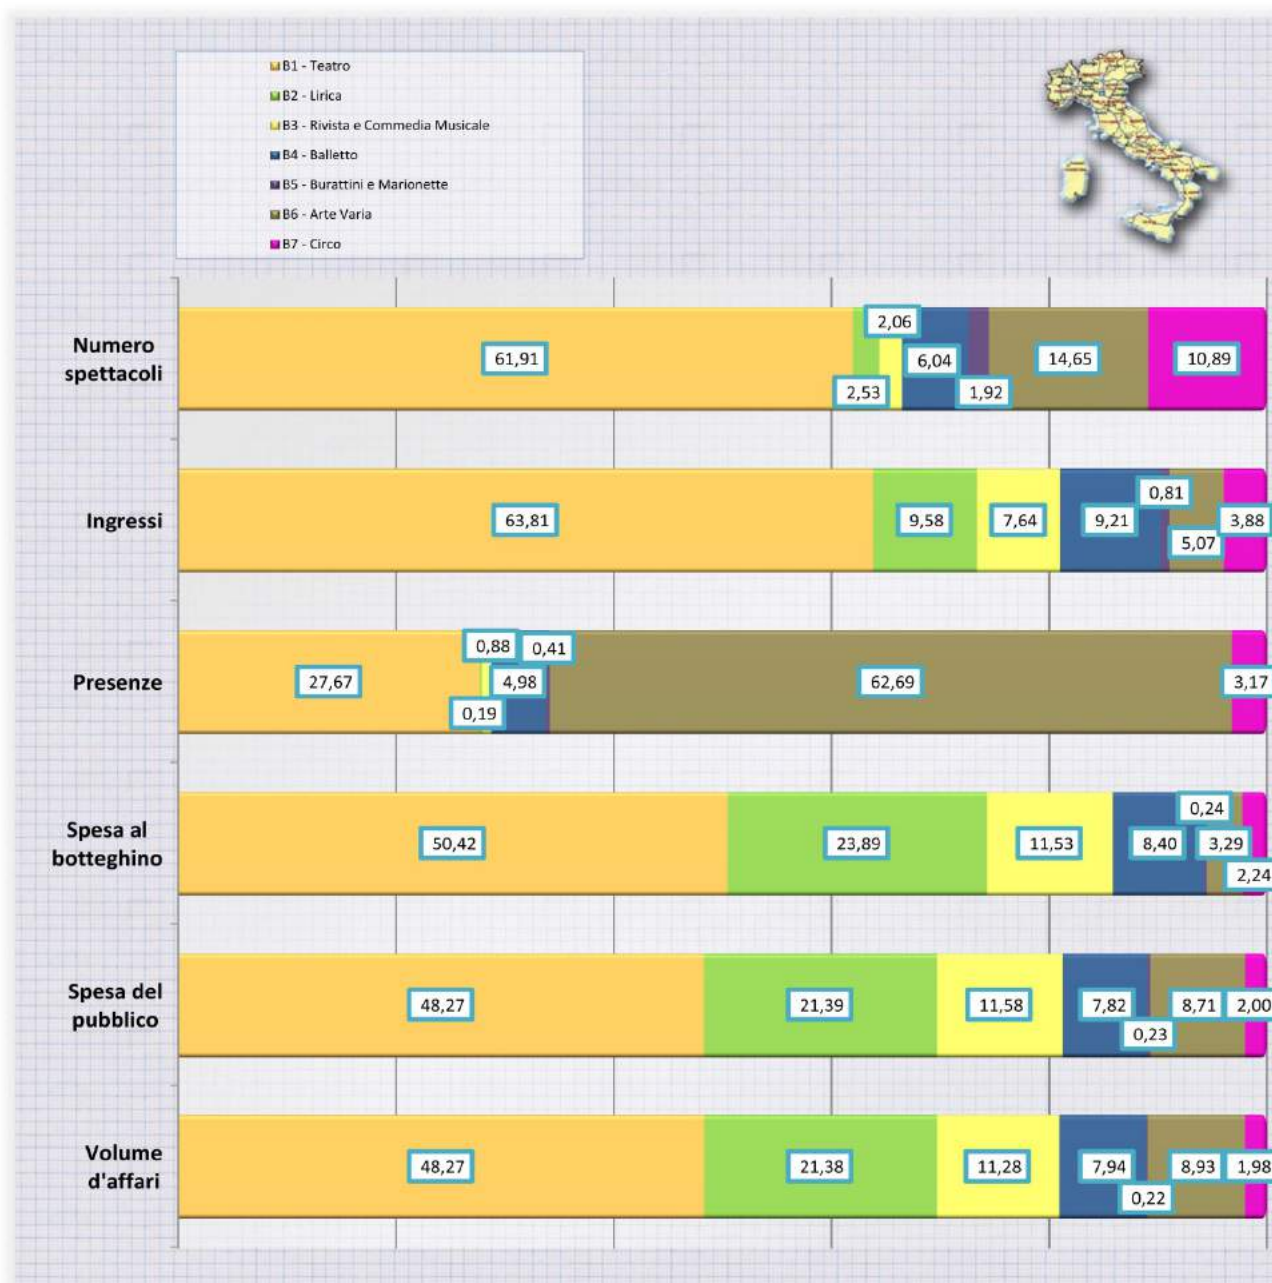 B1 - Teatro
B2 - Lirica
B3 - Rivista e Commedia Musicale
B4 - Balletto
B5 - Burattini e Marionette
B6 - Arte Varia
B7 - Circo
Numero
spettacoli
61,91
2,53
2,06
6,04
1,92
14,65
10,89
Ingressi
63,81
9,58
7,64
9,21
0,81
5,07
3,88
Presenze
27,67
0,19
0,88
4,98
0,41
62,69
3,17
Spesa al
botteghino
50,42
23,89
11,53
8,40
0,24
3,29
2,24
Spesa del
pubblico
48,27
21,39
11,58
7,82
0,23
8,71
2,00
Volume
d'affari
48,27
21,38
11,28
7,94
0,22
8,93
1,98